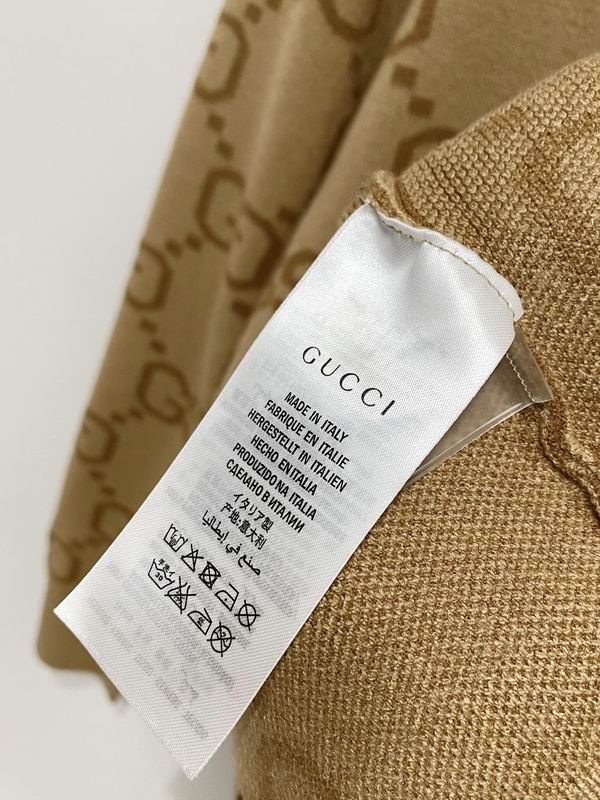 GUCCI
MADE IN ITALY
FABRIQUE EN ITALIE
HERGESTELLT IN ITALIEN
HECHO EN ITALIA
PRODUZIDO NA ITALIA
СДЕЛАНО В ИТАЛИИ
イタリア製
产地:意大利
صنع في إيطاليا